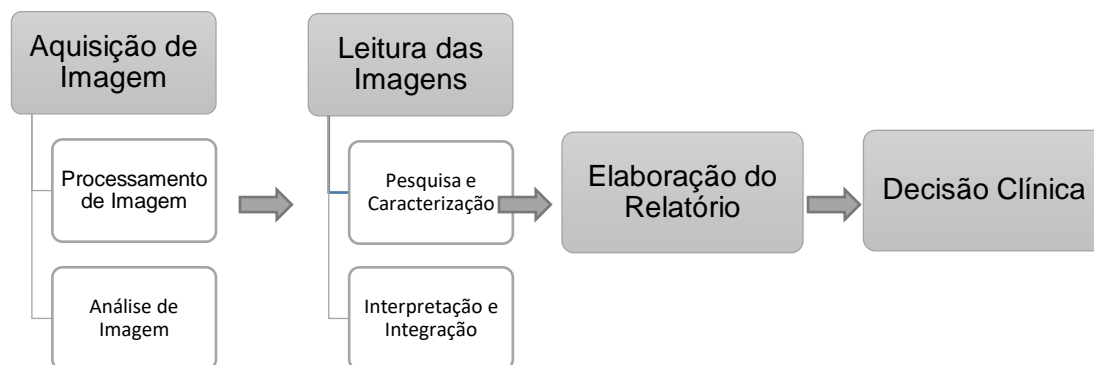 Aquisição de
Imagem
Processamento
de Imagem
Análise de
Imagem
Leitura das
Imagens
Pesquisa e
Caracterização
Interpretação e
Integração
Elaboração do
Relatório
Decisão Clínica